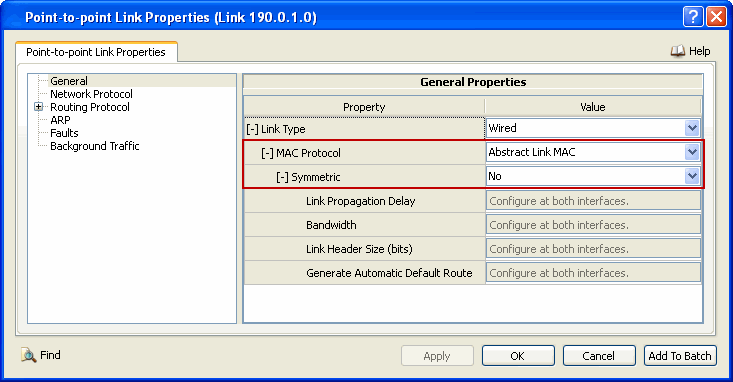 Point-to-point Link Properties (Link 190.0.1.0)
Point-to-point Link Properties
Help
General
Network Protocol
Routing Protocol
ARP
Faults
Background Traffic
General Properties
Property Value
[-] Link Type Wired
[-] MAC Protocol Abstract Link MAC
[-] Symmetric No
Link Propagation Delay Configure at both interfaces.
Bandwidth Configure at both interfaces.
Link Header Size (bits) Configure at both interfaces.
Generate Automatic Default Route Configure at both interfaces.
Find Apply OK Cancel Add To Batch